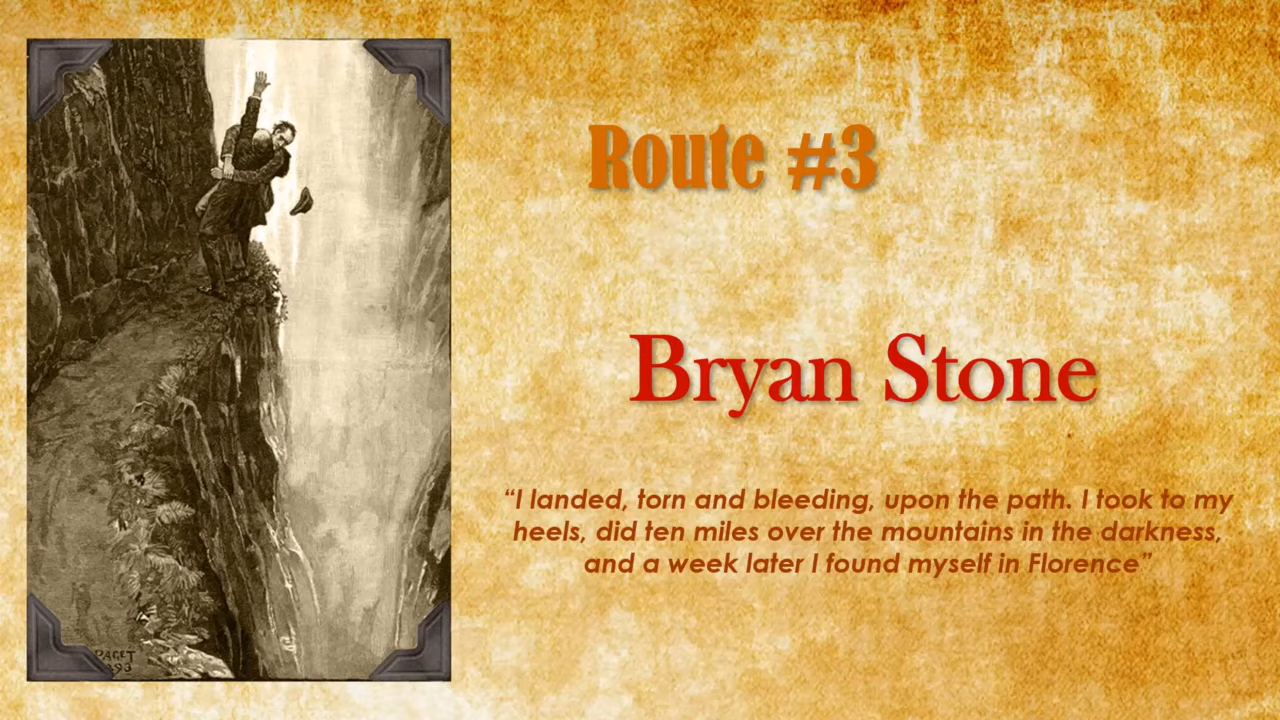 Route #3
Bryan Stone
“I landed, torn and bleeding, upon the path. I took to my
heels, did ten miles over the mountains in the darkness,
and a week later I found myself in Florence”
PAGET